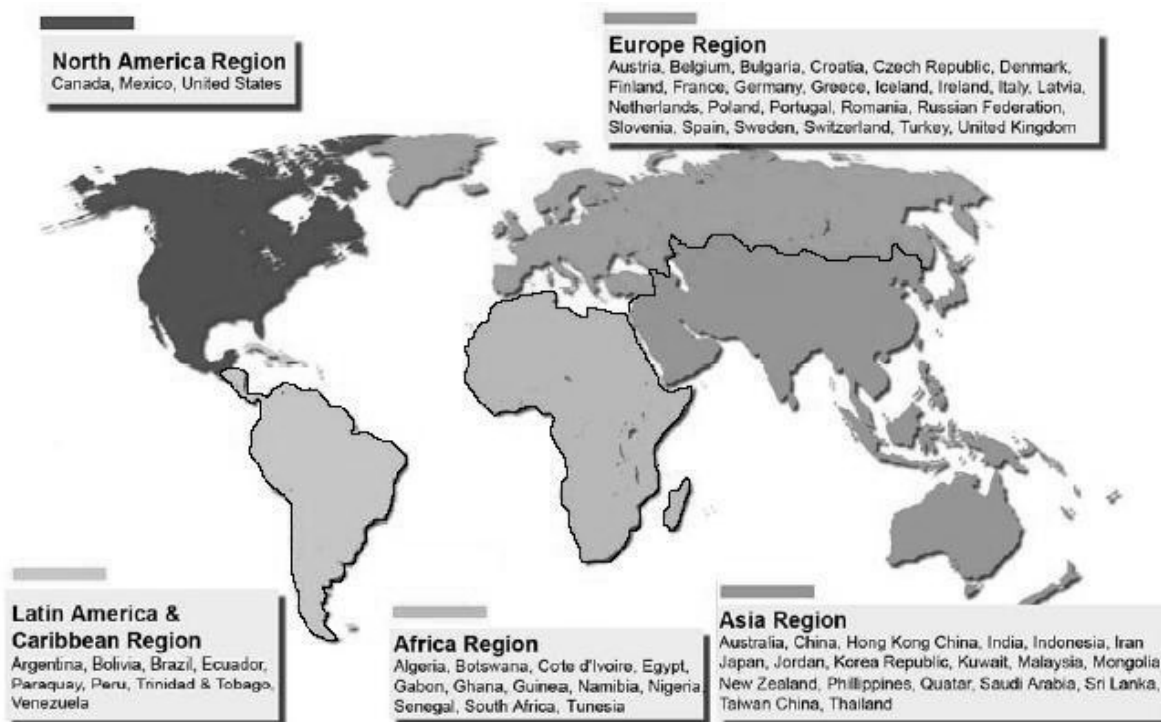 North America Region
Canada, Mexico, United States
Europe Region
Austria, Belgium, Bulgaria, Croatia, Czech Republic, Denmark,
Finland, France, Germany, Greece, Iceland, Ireland, Italy, Latvia,
Netherlands, Poland, Portugal, Romania, Russian Federation,
Slovenia, Spain, Sweden, Switzerland, Turkey, United Kingdom
Latin America &
Caribbean Region
Argentina, Bolivia, Brazil, Ecuador,
Paraquay, Peru, Trinidad & Tobago,
Venezuela
Africa Region
Algeria, Botswana, Cote d'Ivoire, Egypt,
Gabon, Ghana, Guinea, Namibia, Nigeria,
Senegal, South Africa, Tunesia
Asia Region
Australia, China, Hong Kong China, India, Indonesia, Iran
Japan, Jordan, Korea Republic, Kuwait, Malaysia, Mongolia
New Zealand, Phillippines, Quatar, Saudi Arabia, Sri Lanka,
Taiwan China, Thailand